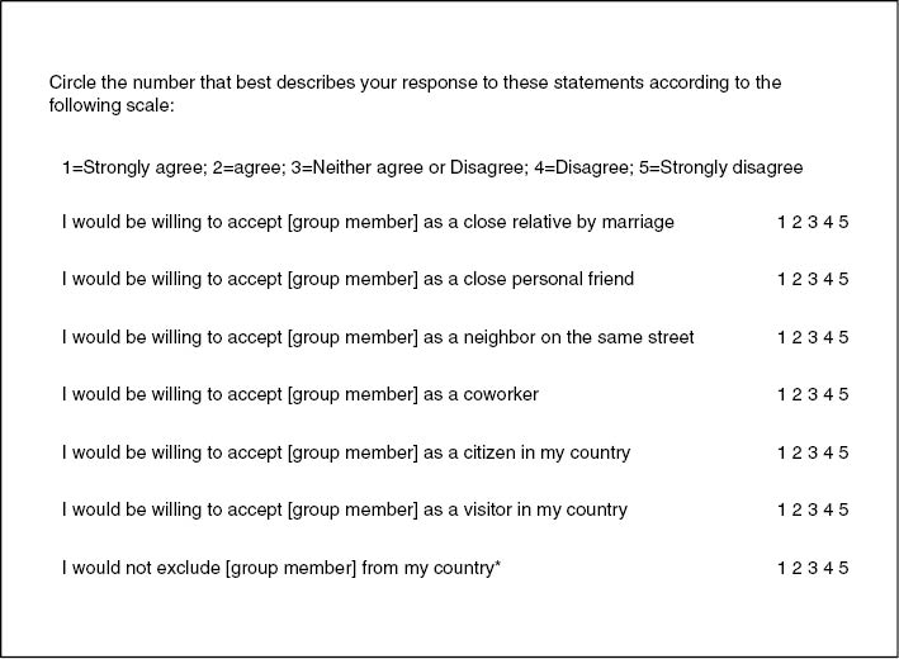 Circle the number that best describes your response to these statements according to the
following scale:
1=Strongly agree; 2=agree; 3=Neither agree or Disagree; 4=Disagree; 5=Strongly disagree
I would be willing to accept [group member] as a close relative by marriage 1 2 3 4 5
I would be willing to accept [group member] as a close personal friend 1 2 3 4 5
I would be willing to accept [group member] as a neighbor on the same street 1 2 3 4 5
I would be willing to accept [group member] as a coworker 1 2 3 4 5
I would be willing to accept [group member] as a citizen in my country 1 2 3 4 5
I would be willing to accept [group member] as a visitor in my country 1 2 3 4 5
I would not exclude [group member] from my country* 1 2 3 4 5